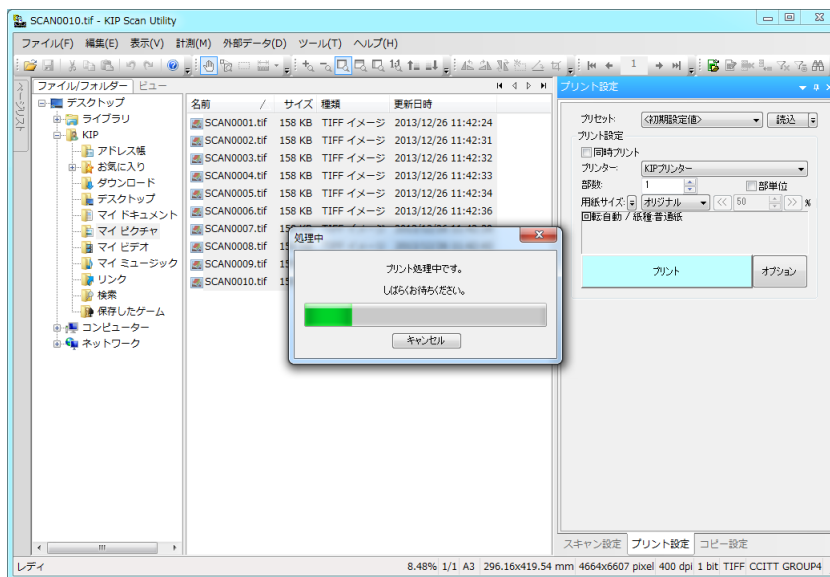 SCAN0010.tif - KIP Scan Utility
ファイル(F) 編集(E) 表示(V) 計測(M) 外部データ(D) ツール(T) ヘルプ(H)
1
ページリスト
ファイル/フォルダー ビュー
デスクトップ
ライブラリ
KIP
アドレス帳
お気に入り
ダウンロード
デスクトップ
マイ ドキュメント
マイ ピクチャ
マイ ビデオ
マイ ミュージック
リンク
検索
保存したゲーム
コンピューター
ネットワーク
名前 / サイズ 種類 更新日時
SCAN0001.tif 158 KB TIFF イメージ 2013/12/26 11:42:24
SCAN0002.tif 158 KB TIFF イメージ 2013/12/26 11:42:31
SCAN0003.tif 158 KB TIFF イメージ 2013/12/26 11:42:32
SCAN0004.tif 158 KB TIFF イメージ 2013/12/26 11:42:33
SCAN0005.tif 158 KB TIFF イメージ 2013/12/26 11:42:34
SCAN0006.tif 158 KB TIFF イメージ 2013/12/26 11:42:36
SCAN0007.tif
SCAN0008.tif
SCAN0009.tif
SCAN0010.tif
処理中
プリント処理中です。
しばらくお待ちください。
キャンセル
プリント設定
プリセット: <初期設定値> 読込
プリント設定
同時プリント
プリンター: KIPプリンター
部数: 1 部単位
用紙サイズ: オリジナル << 50 >> %
回転自動 / 紙種 普通紙
プリント オプション
スキャン設定 プリント設定 コピー設定
レディ 8.48% 1/1 A3 296.16x419.54 mm 4664x6607 pixel 400 dpi 1 bit TIFF CCITT GROUP4